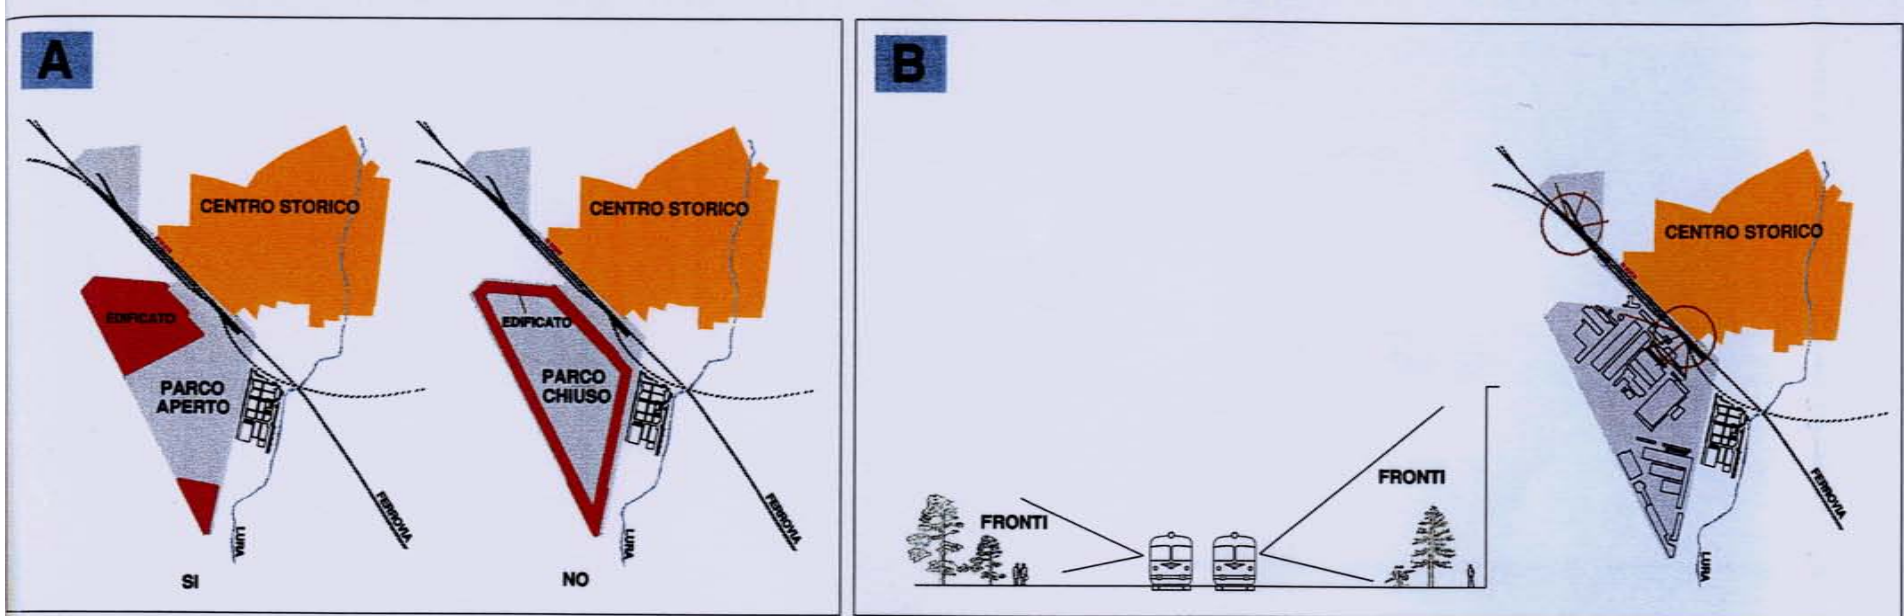 A
CENTRO STORICO
EDIFICATO
PARCO
APERTO
FERROVIA
LURA
SI
CENTRO STORICO
EDIFICATO
PARCO
CHIUSO
FERROVIA
LURA
NO
B
FRONTI
FRONTI
CENTRO STORICO
FERROVIA
LURA